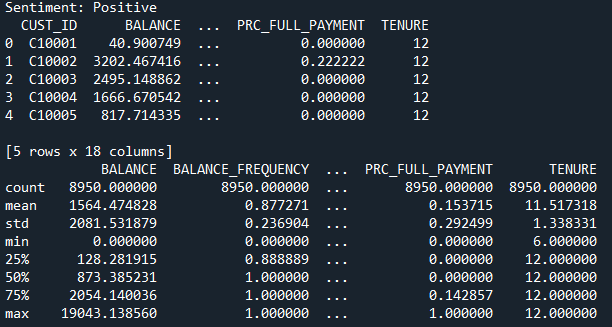 Sentiment: Positive
CUST_ID BALANCE ... PRC_FULL_PAYMENT TENURE
0 C10001 40.900749 ... 0.000000 12
1 C10002 3202.467416 ... 0.222222 12
2 C10003 2495.148862 ... 0.000000 12
3 C10004 1666.670542 ... 0.000000 12
4 C10005 817.714335 ... 0.000000 12
[5 rows x 18 columns]
BALANCE BALANCE_FREQUENCY ... PRC_FULL_PAYMENT TENURE
count 8950.000000 8950.000000 ... 8950.000000 8950.000000
mean 1564.474828 0.877271 ... 0.153715 11.517318
std 2081.531879 0.236904 ... 0.292499 1.338331
min 0.000000 0.000000 ... 0.000000 6.000000
25% 128.281915 0.888889 ... 0.000000 12.000000
50% 873.385231 1.000000 ... 0.000000 12.000000
75% 2054.140036 1.000000 ... 0.142857 12.000000
max 19043.138560 1.000000 ... 1.000000 12.000000